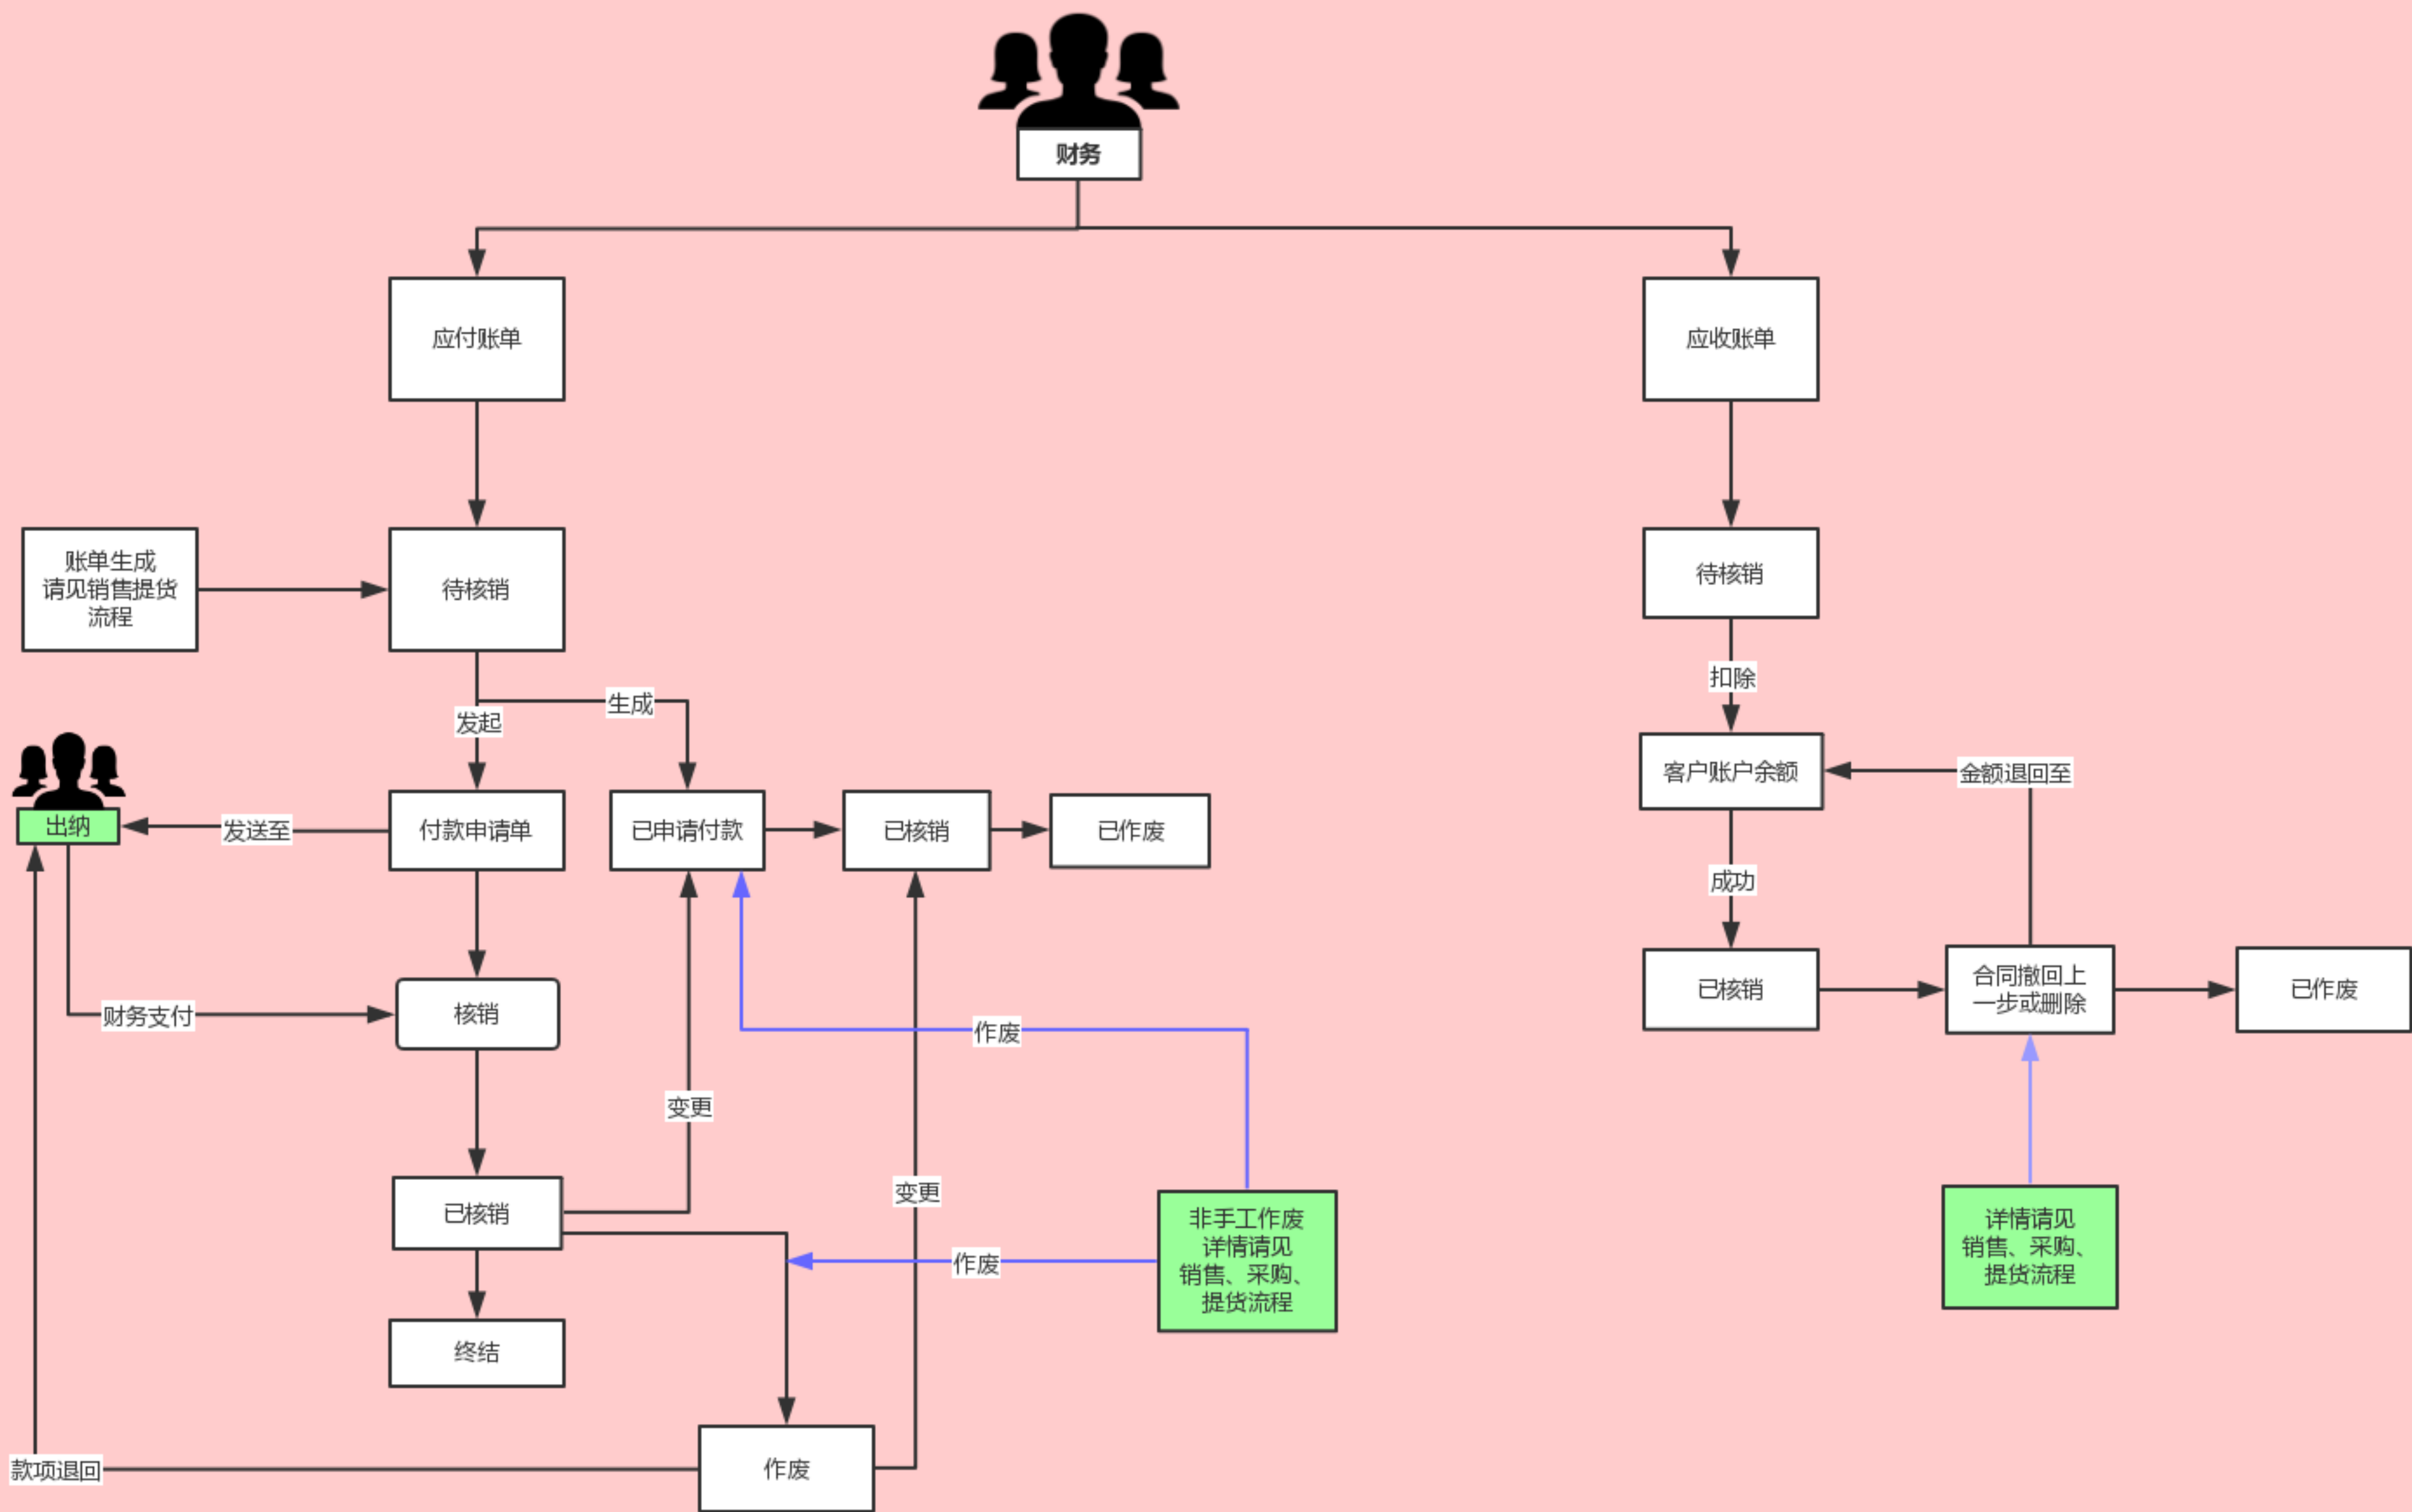 财务
应付账单
应收账单
账单生成
请见销售提货
流程
待核销
待核销
扣除
生成
发起
客户账户余额
金额退回至
出纳
发送至
付款申请单
已申请付款
已核销
已作废
成功
财务支付
核销
作废
已核销
合同撤回上
一步或删除
已作废
变更
变更
已核销
作废
非手工作废
详情请见
销售、采购、
提货流程
详情请见
销售、采购、
提货流程
终结
款项退回
作废